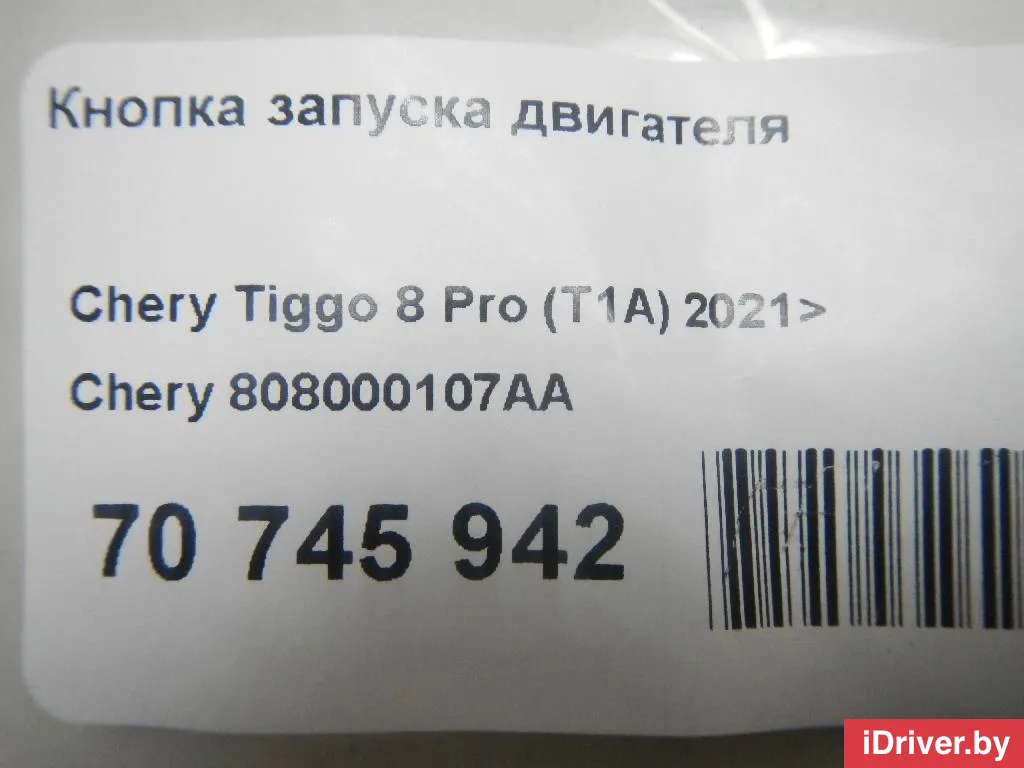 Кнопка запуска двигателя
Chery Tiggo 8 Pro (T1A) 2021>
Chery 808000107AA
70 745 942
iDriver.by